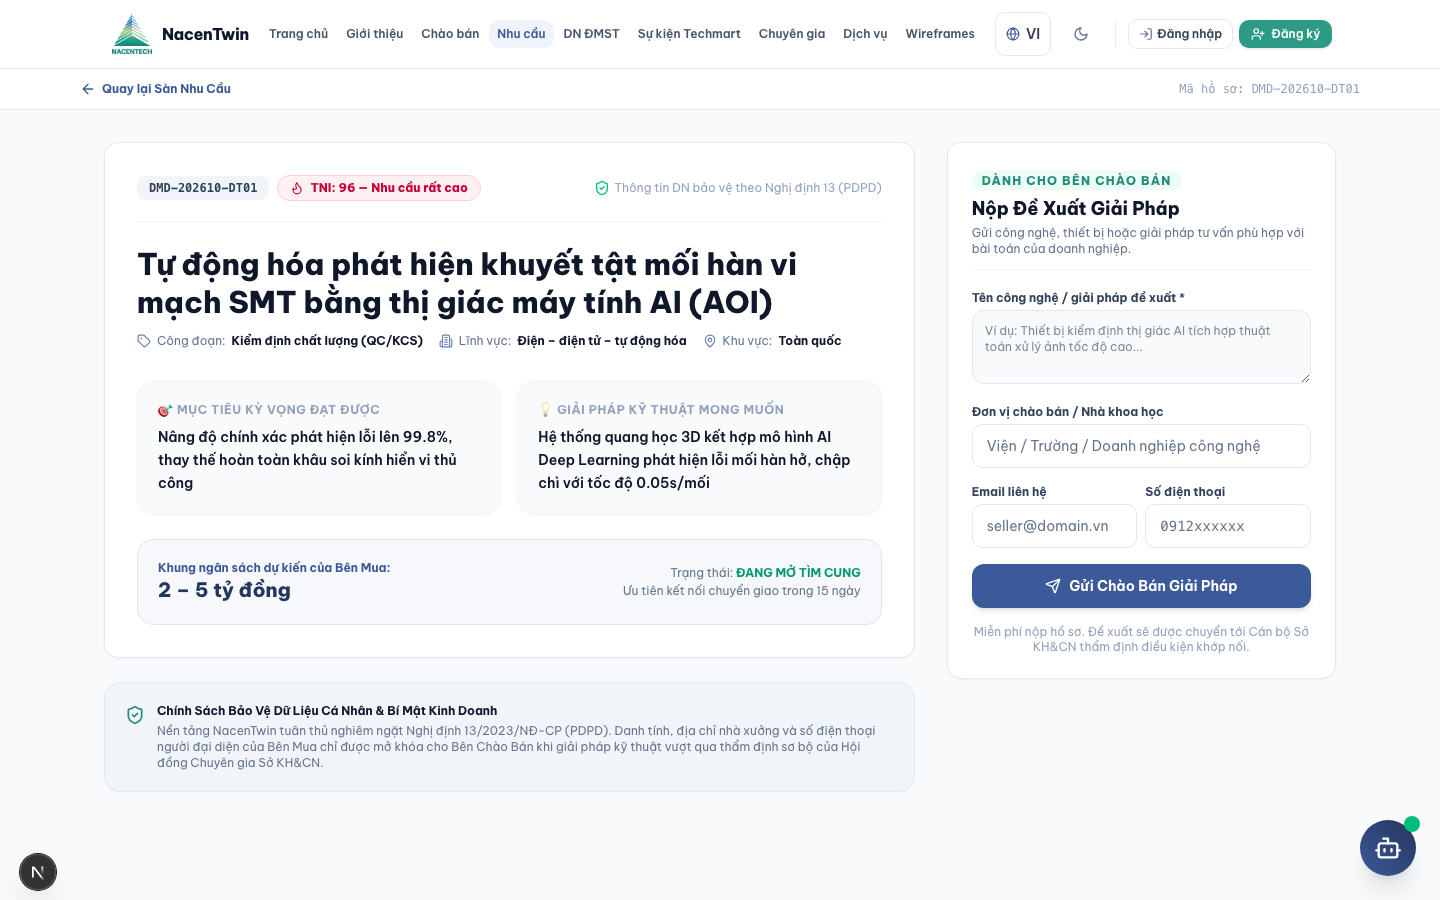 NACENTECH
NacenTwin
Trang chủ
Giới thiệu
Chào bán
Nhu cầu
DN ĐMST
Sự kiện Techmart
Chuyên gia
Dịch vụ
Wireframes
VI
Đăng nhập
Đăng ký
Quay lại Sàn Nhu Cầu
Mã hồ sơ: DMD-202610-DT01
DMD-202610-DT01
TNI: 96 — Nhu cầu rất cao
Thông tin DN bảo vệ theo Nghị định 13 (PDPD)
Tự động hóa phát hiện khuyết tật mối hàn vi
mạch SMT bằng thị giác máy tính AI (AOI)
Công đoạn: Kiểm định chất lượng (QC/KCS)
Lĩnh vực: Điện - điện tử - tự động hóa
Khu vực: Toàn quốc
MỤC TIÊU KỲ VỌNG ĐẠT ĐƯỢC
Nâng độ chính xác phát hiện lỗi lên 99.8%,
thay thế hoàn toàn khâu soi kính hiển vi thủ
công
GIẢI PHÁP KỸ THUẬT MONG MUỐN
Hệ thống quang học 3D kết hợp mô hình AI
Deep Learning phát hiện lỗi mối hàn hở, chập
chì với tốc độ 0.05s/mối
Khung ngân sách dự kiến của Bên Mua:
2 – 5 tỷ đồng
Trạng thái: ĐANG MỞ TÌM CUNG
Ưu tiên kết nối chuyển giao trong 15 ngày
Chính Sách Bảo Vệ Dữ Liệu Cá Nhân & Bí Mật Kinh Doanh
Nền tảng NacenTwin tuân thủ nghiêm ngặt Nghị định 13/2023/NĐ-CP (PDPD). Danh tính, địa chỉ nhà xưởng và số điện thoại
người đại diện của Bên Mua chỉ được mở khóa cho Bên Chào Bán khi giải pháp kỹ thuật vượt qua thẩm định sơ bộ của Hội
đồng Chuyên gia Sở KH&CN.
DÀNH CHO BÊN CHÀO BÁN
Nộp Đề Xuất Giải Pháp
Gửi công nghệ, thiết bị hoặc giải pháp tư vấn phù hợp với
bài toán của doanh nghiệp.
Tên công nghệ / giải pháp đề xuất *
Ví dụ: Thiết bị kiểm định thị giác AI tích hợp thuật
toán xử lý ảnh tốc độ cao...
Đơn vị chào bán / Nhà khoa học
Viện / Trường / Doanh nghiệp công nghệ
Email liên hệ
Số điện thoại
seller@domain.vn
0912xxxxxx
Gửi Chào Bán Giải Pháp
Miễn phí nộp hồ sơ. Đề xuất sẽ được chuyển tới Cán bộ Sở
KH&CN thẩm định điều kiện khớp nối.
N